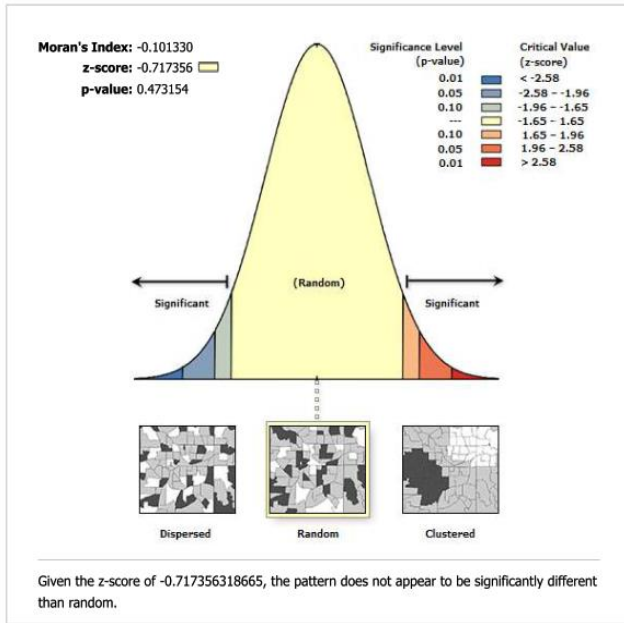 Moran's Index: -0.101330
z-score: -0.717356
p-value: 0.473154
Significance Level
(p-value)
Critical Value
(z-score)
0.01 < -2.58
0.05 -2.58 – -1.96
0.10 -1.96 – -1.65
--- -1.65 – 1.65
0.10 1.65 – 1.96
0.05 1.96 – 2.58
0.01 > 2.58
(Random)
Significant
Significant
Dispersed
Random
Clustered
Given the z-score of -0.717356318665, the pattern does not appear to be significantly different
than random.